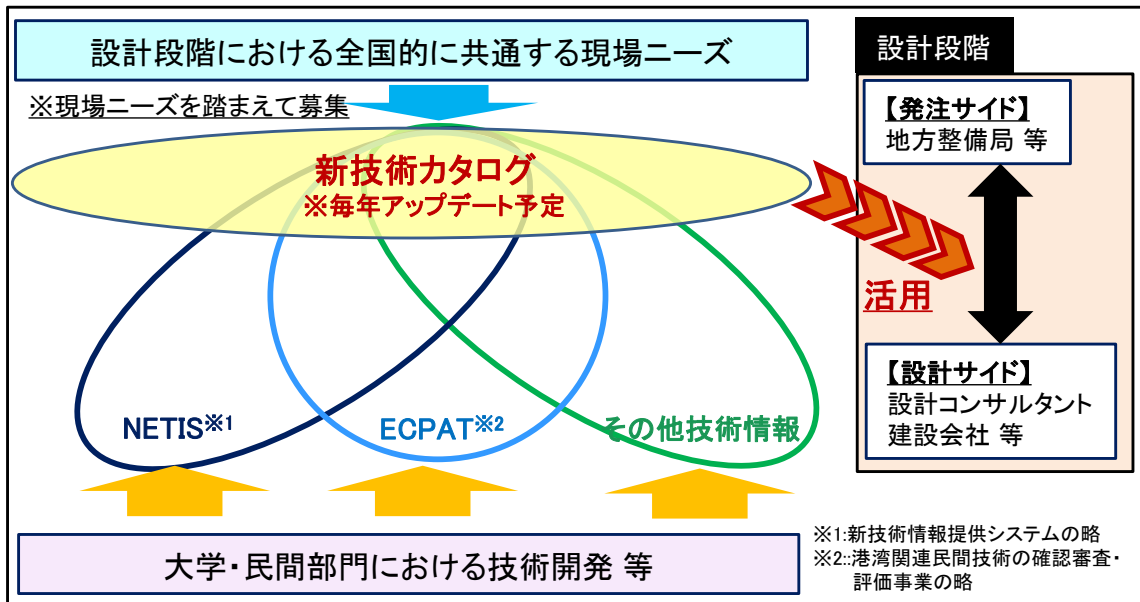 設計段階における全国的に共通する現場ニーズ
※現場ニーズを踏まえて募集
新技術カタログ
※毎年アップデート予定
NETIS※1
ECPAT※2
その他技術情報
大学・民間部門における技術開発 等
設計段階
【発注サイド】
地方整備局 等
活用
【設計サイド】
設計コンサルタント
建設会社 等
※1:新技術情報提供システムの略
※2::港湾関連民間技術の確認審査・
評価事業の略